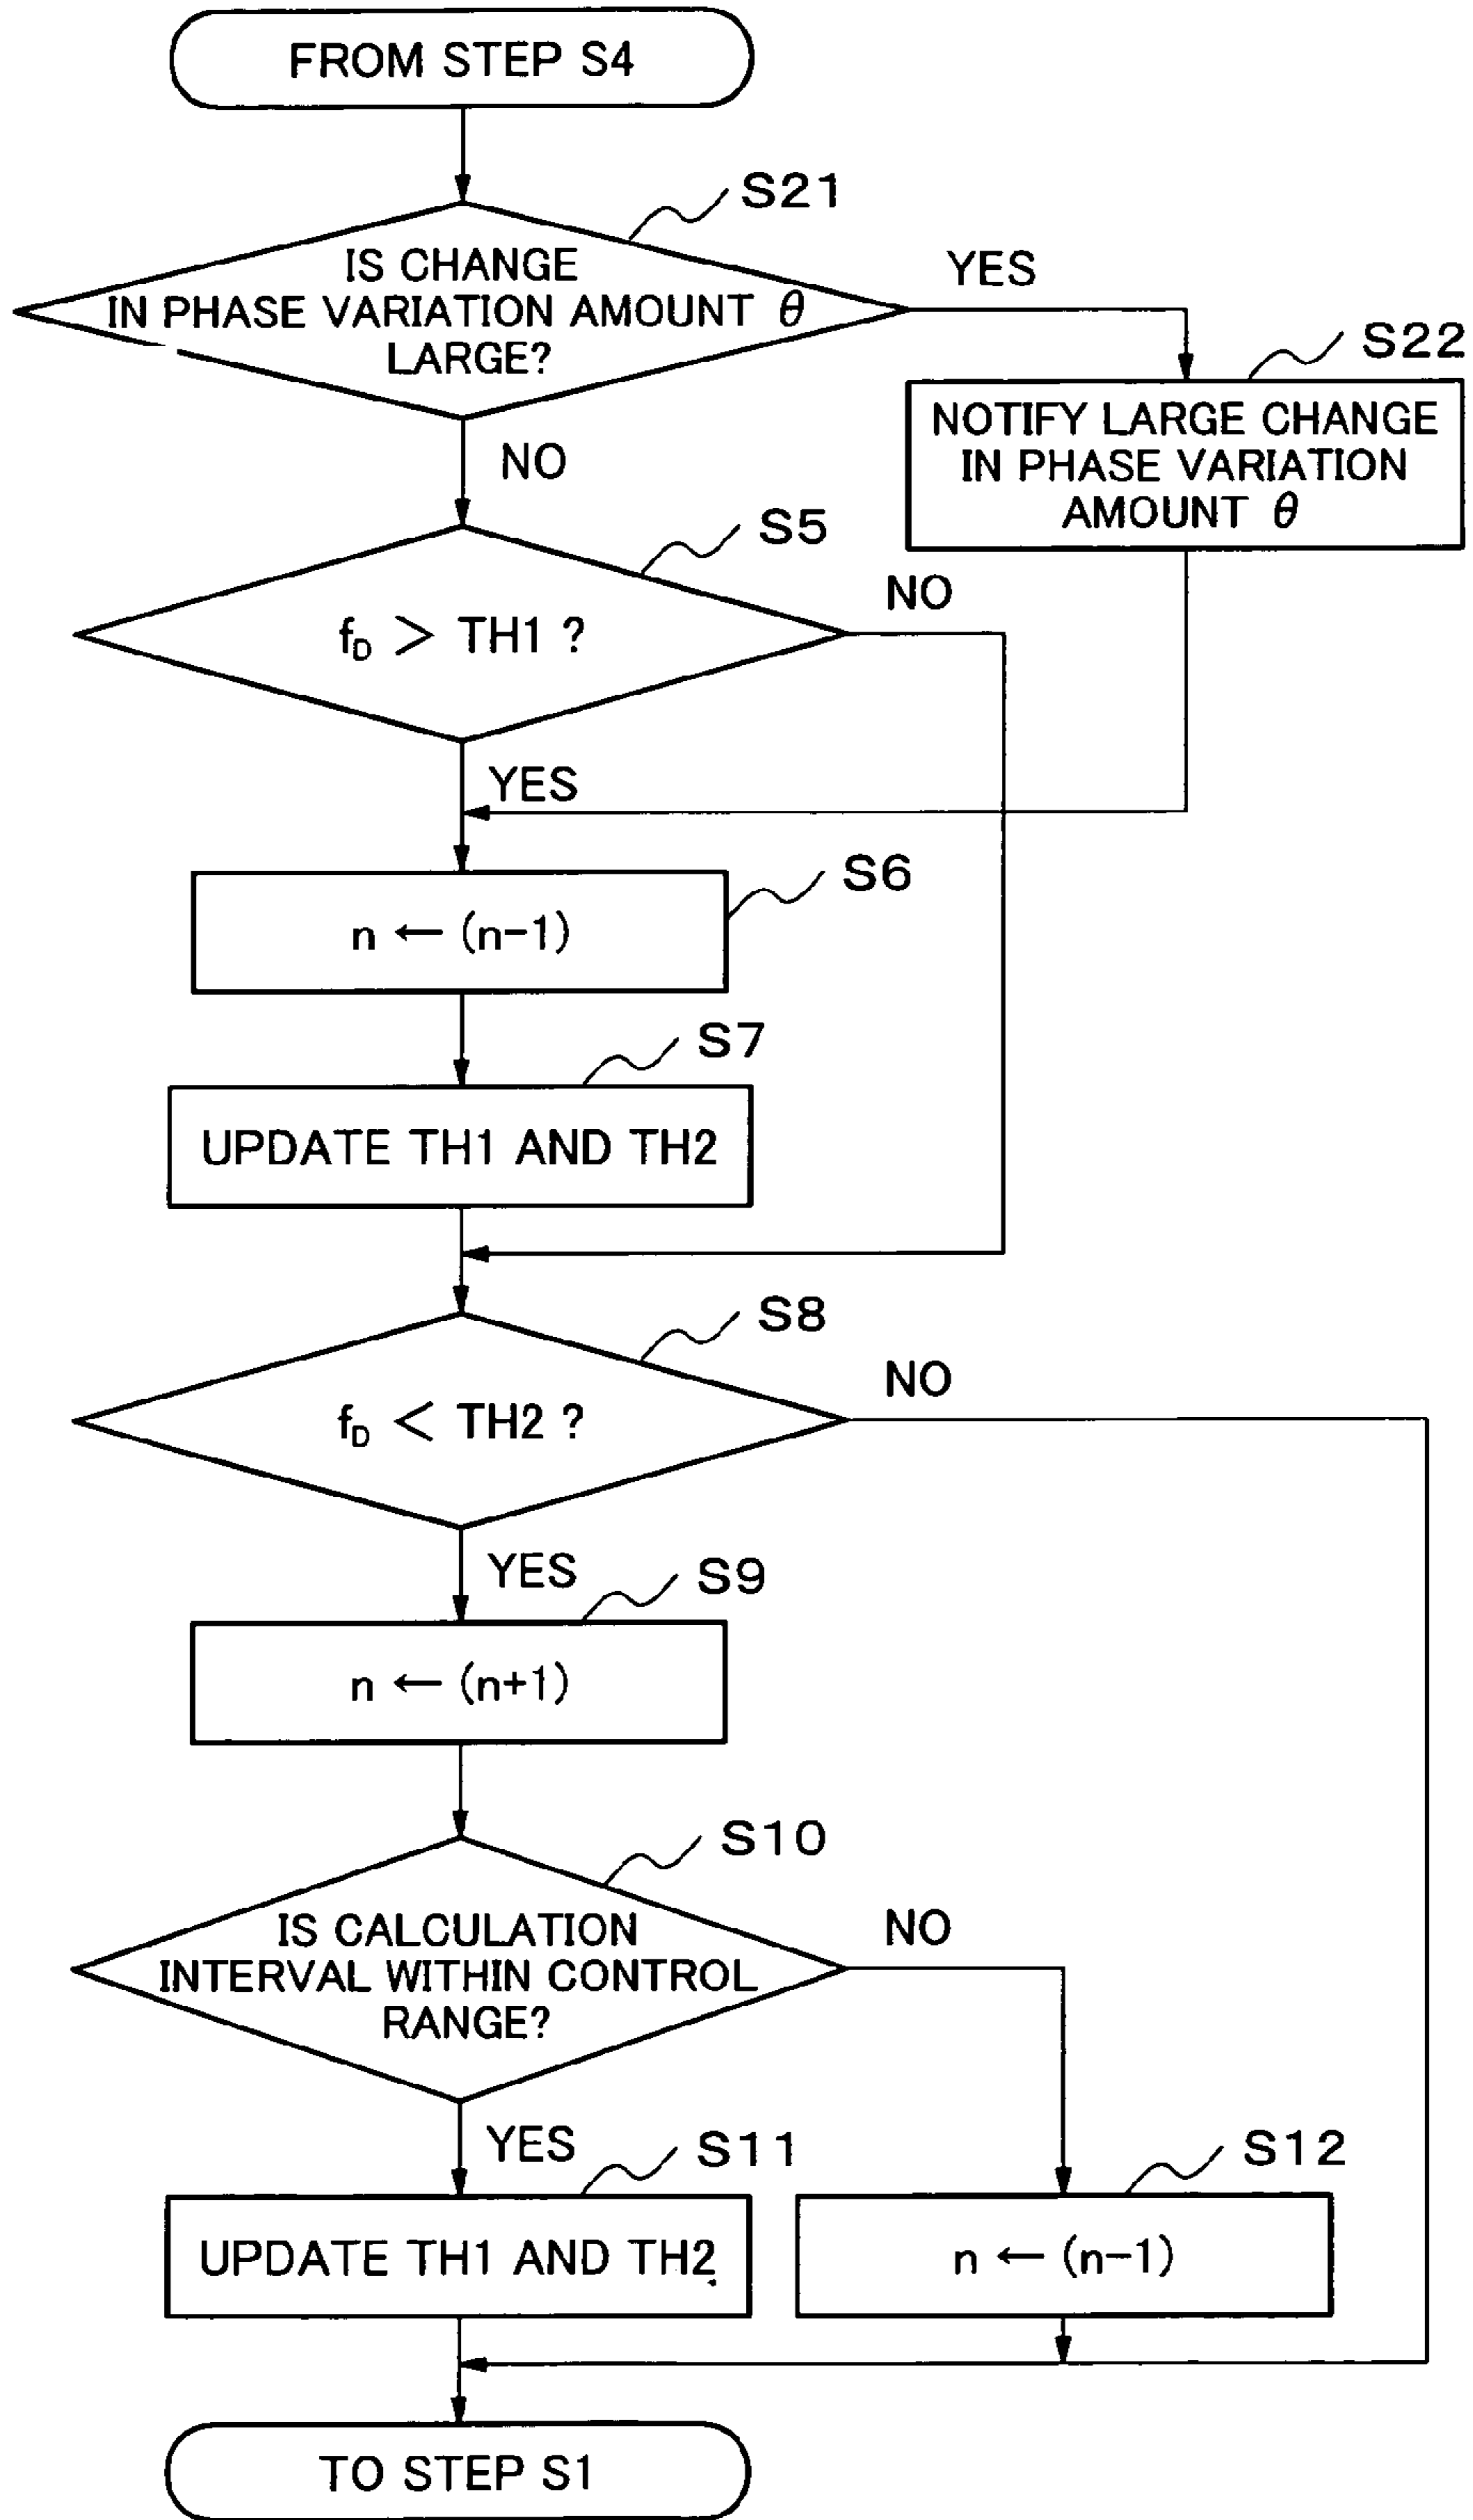 FROM STEP S4
S21
IS CHANGE
IN PHASE VARIATION AMOUNT θ
LARGE?
YES
S22
NOTIFY LARGE CHANGE
IN PHASE VARIATION
AMOUNT θ
NO
S5
fD > TH1 ?
NO
YES
S6
n ← (n-1)
S7
UPDATE TH1 AND TH2
S8
fD < TH2 ?
NO
YES
S9
n ← (n+1)
S10
IS CALCULATION
INTERVAL WITHIN CONTROL
RANGE?
NO
YES
S11
UPDATE TH1 AND TH2
S12
n ← (n-1)
TO STEP S1